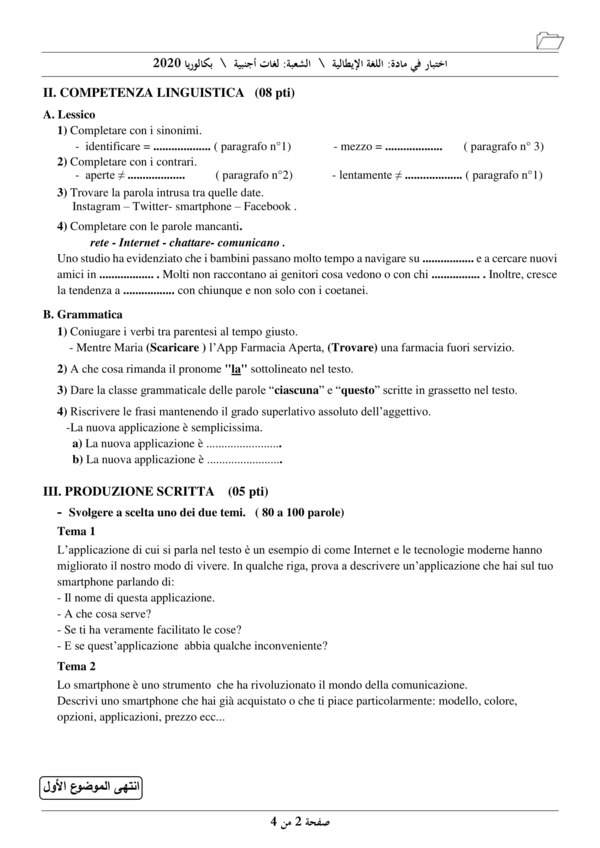 اختبار في مادة: اللغة الإيطالية \ الشعبة: لغات أجنبية \ بكالوريا 2020
II. COMPETENZA LINGUISTICA (08 pti)
A. Lessico
1) Completare con i sinonimi.
- identificare = ................... ( paragrafo n°1) - mezzo = ................... ( paragrafo n° 3)
2) Completare con i contrari.
- aperte ≠ ................... ( paragrafo n°2) - lentamente ≠ ................... ( paragrafo n°1)
3) Trovare la parola intrusa tra quelle date.
Instagram – Twitter- smartphone – Facebook .
4) Completare con le parole mancanti.
rete - Internet - chattare- comunicano .
Uno studio ha evidenziato che i bambini passano molto tempo a navigare su ................. e a cercare nuovi
amici in .................. . Molti non raccontano ai genitori cosa vedono o con chi ................ . Inoltre, cresce
la tendenza a ................. con chiunque e non solo con i coetanei.
B. Grammatica
1) Coniugare i verbi tra parentesi al tempo giusto.
- Mentre Maria (Scaricare ) l'App Farmacia Aperta, (Trovare) una farmacia fuori servizio.
2) A che cosa rimanda il pronome "la" sottolineato nel testo.
3) Dare la classe grammaticale delle parole “ciascuna” e “questo” scritte in grassetto nel testo.
4) Riscrivere le frasi mantenendo il grado superlativo assoluto dell'aggettivo.
-La nuova applicazione è semplicissima.
a) La nuova applicazione è .........................
b) La nuova applicazione è .........................
III. PRODUZIONE SCRITTA (05 pti)
- Svolgere a scelta uno dei due temi. ( 80 a 100 parole)
Tema 1
L'applicazione di cui si parla nel testo è un esempio di come Internet e le tecnologie moderne hanno
migliorato il nostro modo di vivere. In qualche riga, prova a descrivere un'applicazione che hai sul tuo
smartphone parlando di:
- Il nome di questa applicazione.
- A che cosa serve?
- Se ti ha veramente facilitato le cose?
- E se quest'applicazione abbia qualche inconveniente?
Tema 2
Lo smartphone è uno strumento che ha rivoluzionato il mondo della comunicazione.
Descrivi uno smartphone che hai già acquistato o che ti piace particolarmente: modello, colore,
opzioni, applicazioni, prezzo ecc...
انتهى الموضوع الأول
صفحة 2 من 4